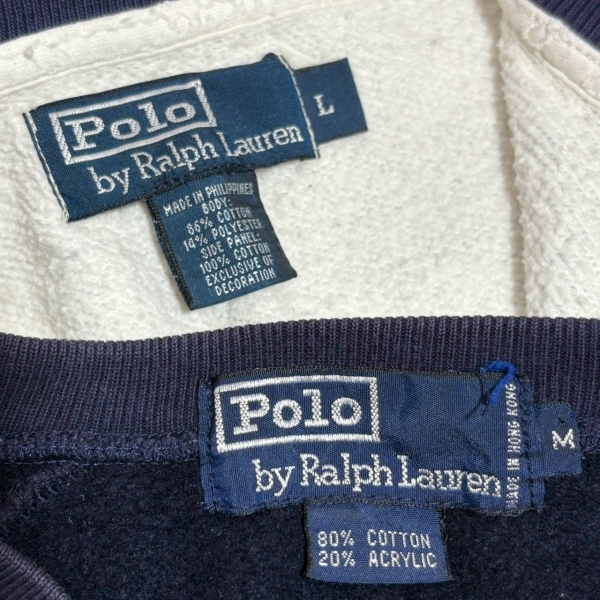 Polo
by Ralph Lauren
L
MADE IN PHILIPPINES
BODY:
86% COTTON
14% POLYESTER
SIDE PANEL:
100% COTTON
EXCLUSIVE OF
DECORATION
Polo
by Ralph Lauren
MADE IN HONG KONG
M
80% COTTON
20% ACRYLIC